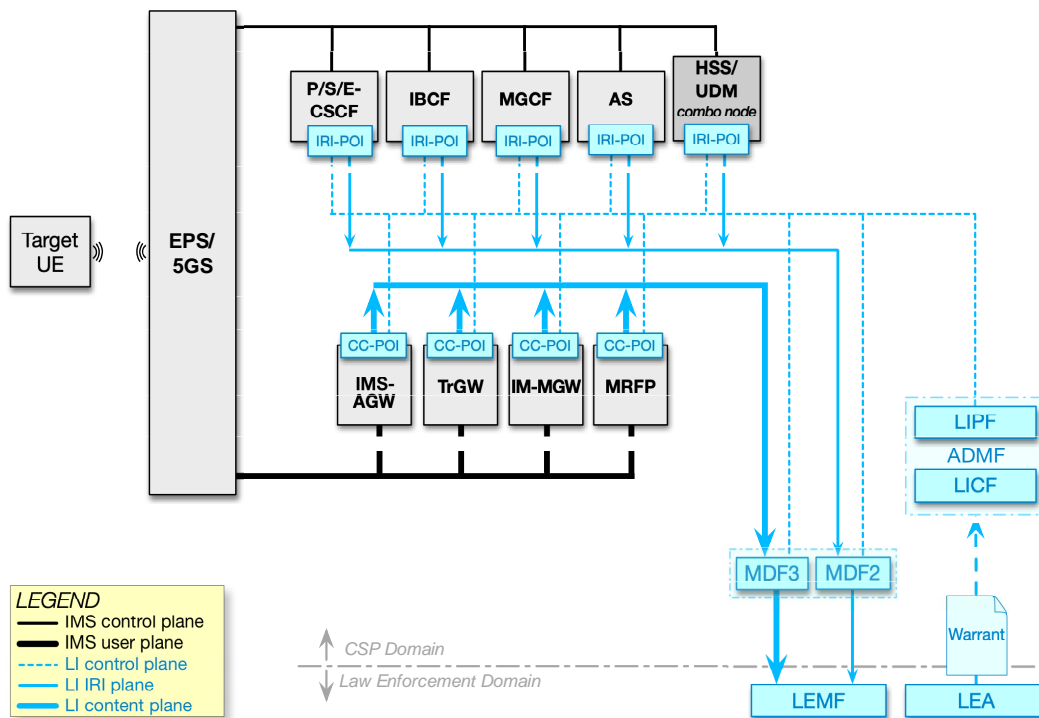 P/S/E-
CSCF
IRI-POI
IBCF
IRI-POI
MGCF
IRI-POI
AS
IRI-POI
HSS/
UDM
combo node
IRI-POI
Target
UE
EPS/
5GS
CC-POI
IMS-
AGW
CC-POI
TrGW
CC-POI
IM-MGW
CC-POI
MRFP
LIPF
ADMF
LICF
MDF3
MDF2
Warrant
LEGEND
IMS control plane
IMS user plane
LI control plane
LI IRI plane
LI content plane
CSP Domain
Law Enforcement Domain
LEMF
LEA